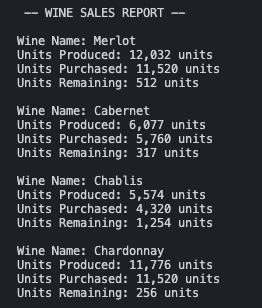 —— WINE SALES REPORT ——
Wine Name: Merlot
Units Produced: 12,032 units
Units Purchased: 11,520 units
Units Remaining: 512 units
Wine Name: Cabernet
Units Produced: 6,077 units
Units Purchased: 5,760 units
Units Remaining: 317 units
Wine Name: Chablis
Units Produced: 5,574 units
Units Purchased: 4,320 units
Units Remaining: 1,254 units
Wine Name: Chardonnay
Units Produced: 11,776 units
Units Purchased: 11,520 units
Units Remaining: 256 units